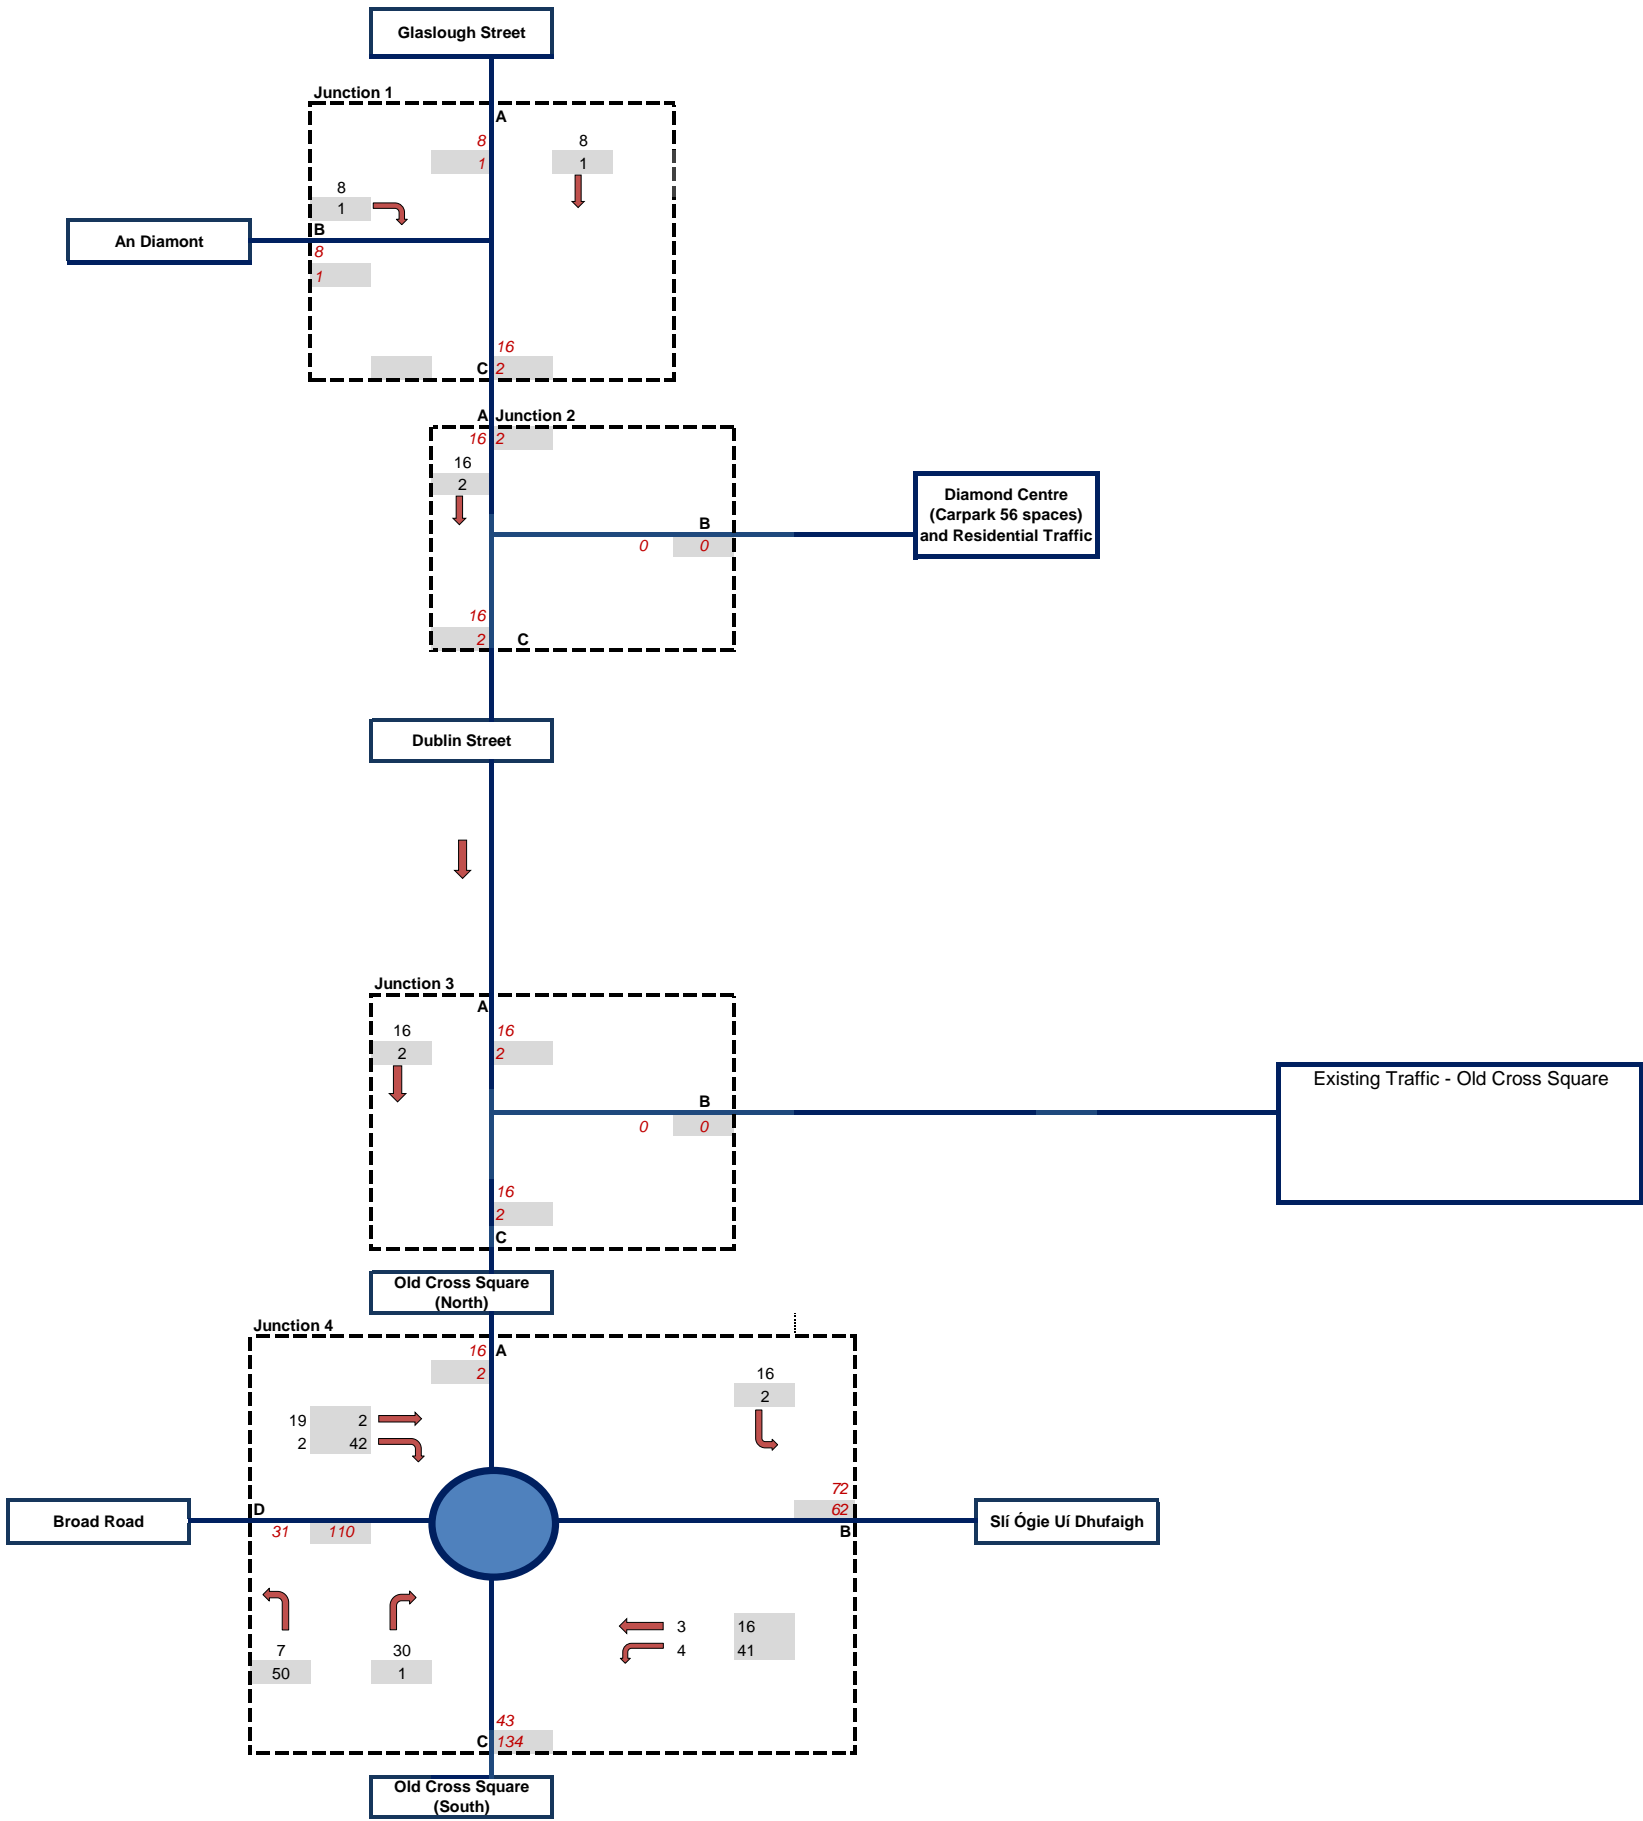 Glaslough Street
Junction 1
A
8
8
1
1
8
1
B
An Diamont
8
1
16
C 2
A Junction 2
16 2
16
2
Diamond Centre
(Carpark 56 spaces)
and Residential Traffic
B
0 0
16
2 C
Dublin Street
Junction 3
A
16 16
2 2
Existing Traffic - Old Cross Square
B
0 0
16
2
C
Old Cross Square
(North)
Junction 4
16 A
2
16
2
19 2
2 42
72
62
D
Broad Road
Slí Ógie Uí Dhufaigh
31 110
B
3 16
7 30
4 41
50 1
43
C 134
Old Cross Square
(South)